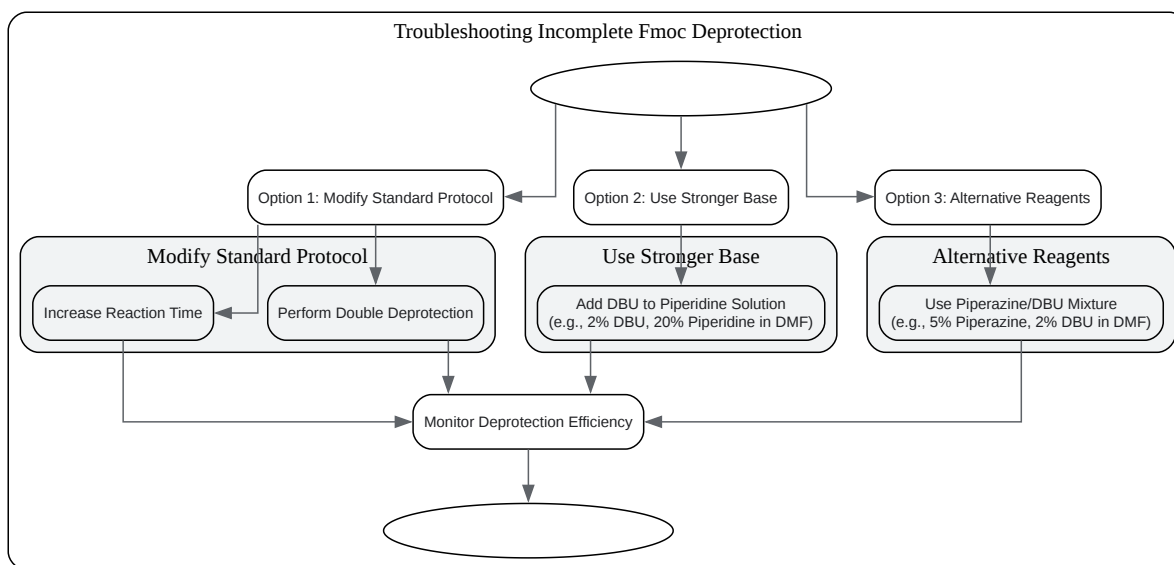 Troubleshooting Incomplete Fmoc Deprotection
Option 1: Modify Standard Protocol
Option 2: Use Stronger Base
Option 3: Alternative Reagents
Modify Standard Protocol
Use Stronger Base
Alternative Reagents
Increase Reaction Time
Perform Double Deprotection
Add DBU to Piperidine Solution
(e.g., 2% DBU, 20% Piperidine in DMF)
Use Piperazine/DBU Mixture
(e.g., 5% Piperazine, 2% DBU in DMF)
Monitor Deprotection Efficiency